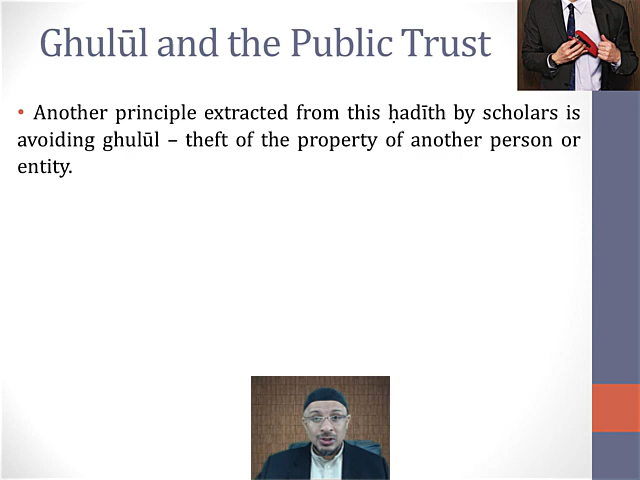 Ghulūl and the Public Trust
• Another principle extracted from this ḥadīth by scholars is
avoiding ghulūl – theft of the property of another person or
entity.